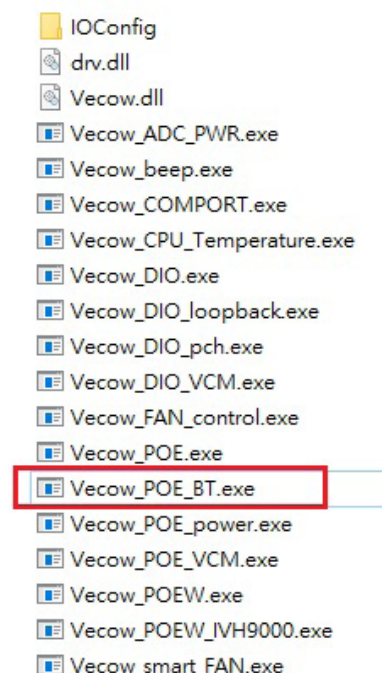 IOConfig
drv.dll
Vecow.dll
Vecow_ADC_PWR.exe
Vecow_beep.exe
Vecow_COMPORT.exe
Vecow_CPU_Temperature.exe
Vecow_DIO.exe
Vecow_DIO_loopback.exe
Vecow_DIO_pch.exe
Vecow_DIO_VCM.exe
Vecow_FAN_control.exe
Vecow_POE.exe
Vecow_POE_BT.exe
Vecow_POE_power.exe
Vecow_POE_VCM.exe
Vecow_POEW.exe
Vecow_POEW_IVH9000.exe
Vecow_smart_FAN.exe